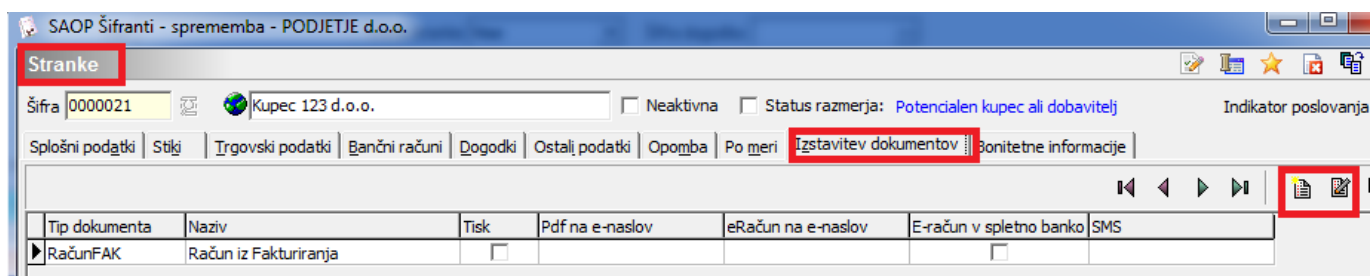 SAOP Šifranti - sprememba - PODJETJE d.o.o.
Stranke
Šifra 0000021 Kupec 123 d.o.o. Neaktivna Status razmerja: Potencialen kupec ali dobavitelj Indikator poslovanja
Splošni podatki Stiki Trgovski podatki Bančni računi Dogodki Ostali podatki Opomba Po meri Izstavitev dokumentov Bonitetne informacije
Tip dokumenta Naziv Tisk Pdf na e-naslov eRačun na e-naslov E-račun v spletno banko SMS
RačunFAK Račun iz Fakturiranja